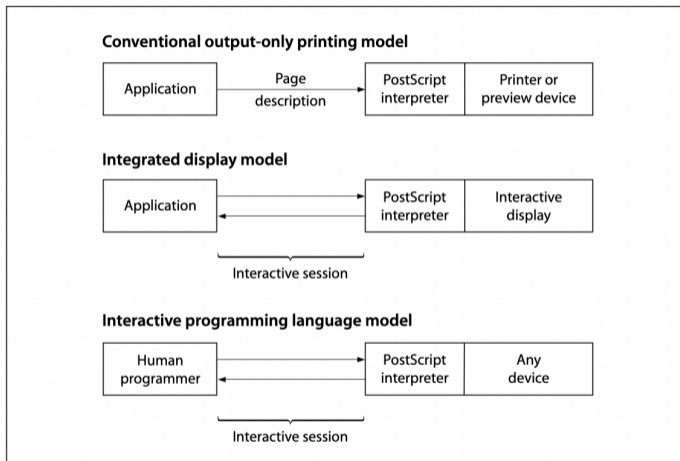 Conventional output-only printing model
Application
Page
description
PostScript
interpreter
Printer or
preview device
Integrated display model
Application
PostScript
interpreter
Interactive
display
Interactive session
Interactive programming language model
Human
programmer
PostScript
interpreter
Any
device
Interactive session